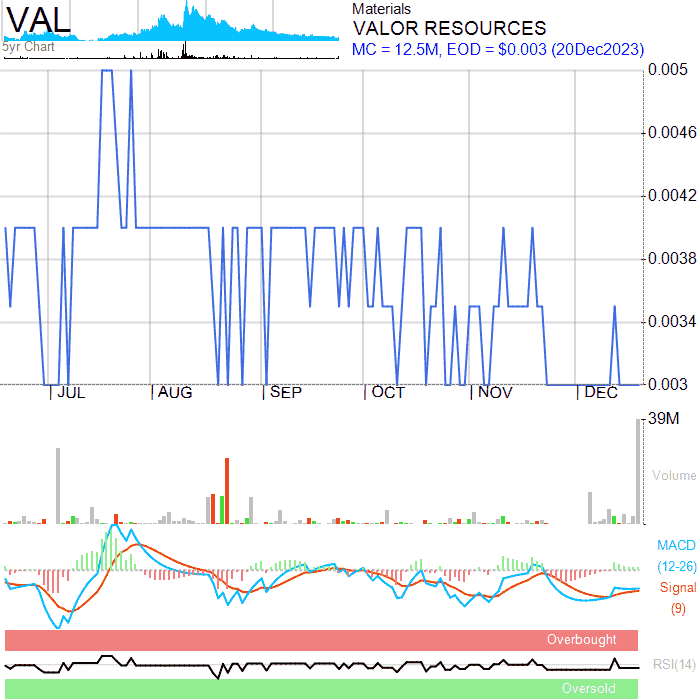 VAL
5yr Chart
Materials
VALOR RESOURCES
MC = 12.5M, EOD = $0.003 (20Dec2023)
0.005
0.0046
0.0042
0.0038
0.0034
0.003
JUL AUG SEP OCT NOV DEC
39M
Volume
MACD
(12-26)
Signal
(9)
Overbought
RSI(14)
Oversold